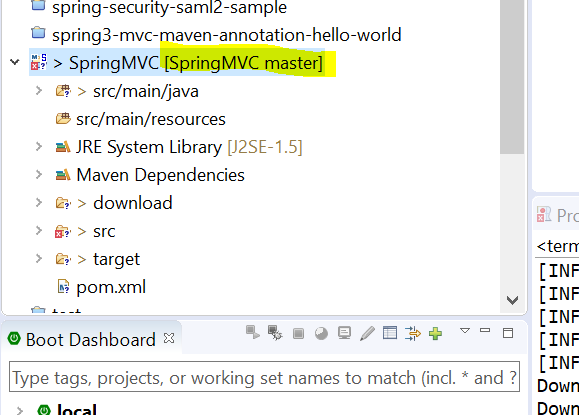 spring-security-saml2-sample
spring3-mvc-maven-annotation-hello-world
> SpringMVC [SpringMVC master]
> src/main/java
src/main/resources
JRE System Library [J2SE-1.5]
Maven Dependencies
> download
> src
> target
pom.xml
test
Boot Dashboard
Type tags, projects, or working set names to match (incl. * and ?
local
Pro
<term
[INF
[INF
[INF
[INF
[INF
Down
Down